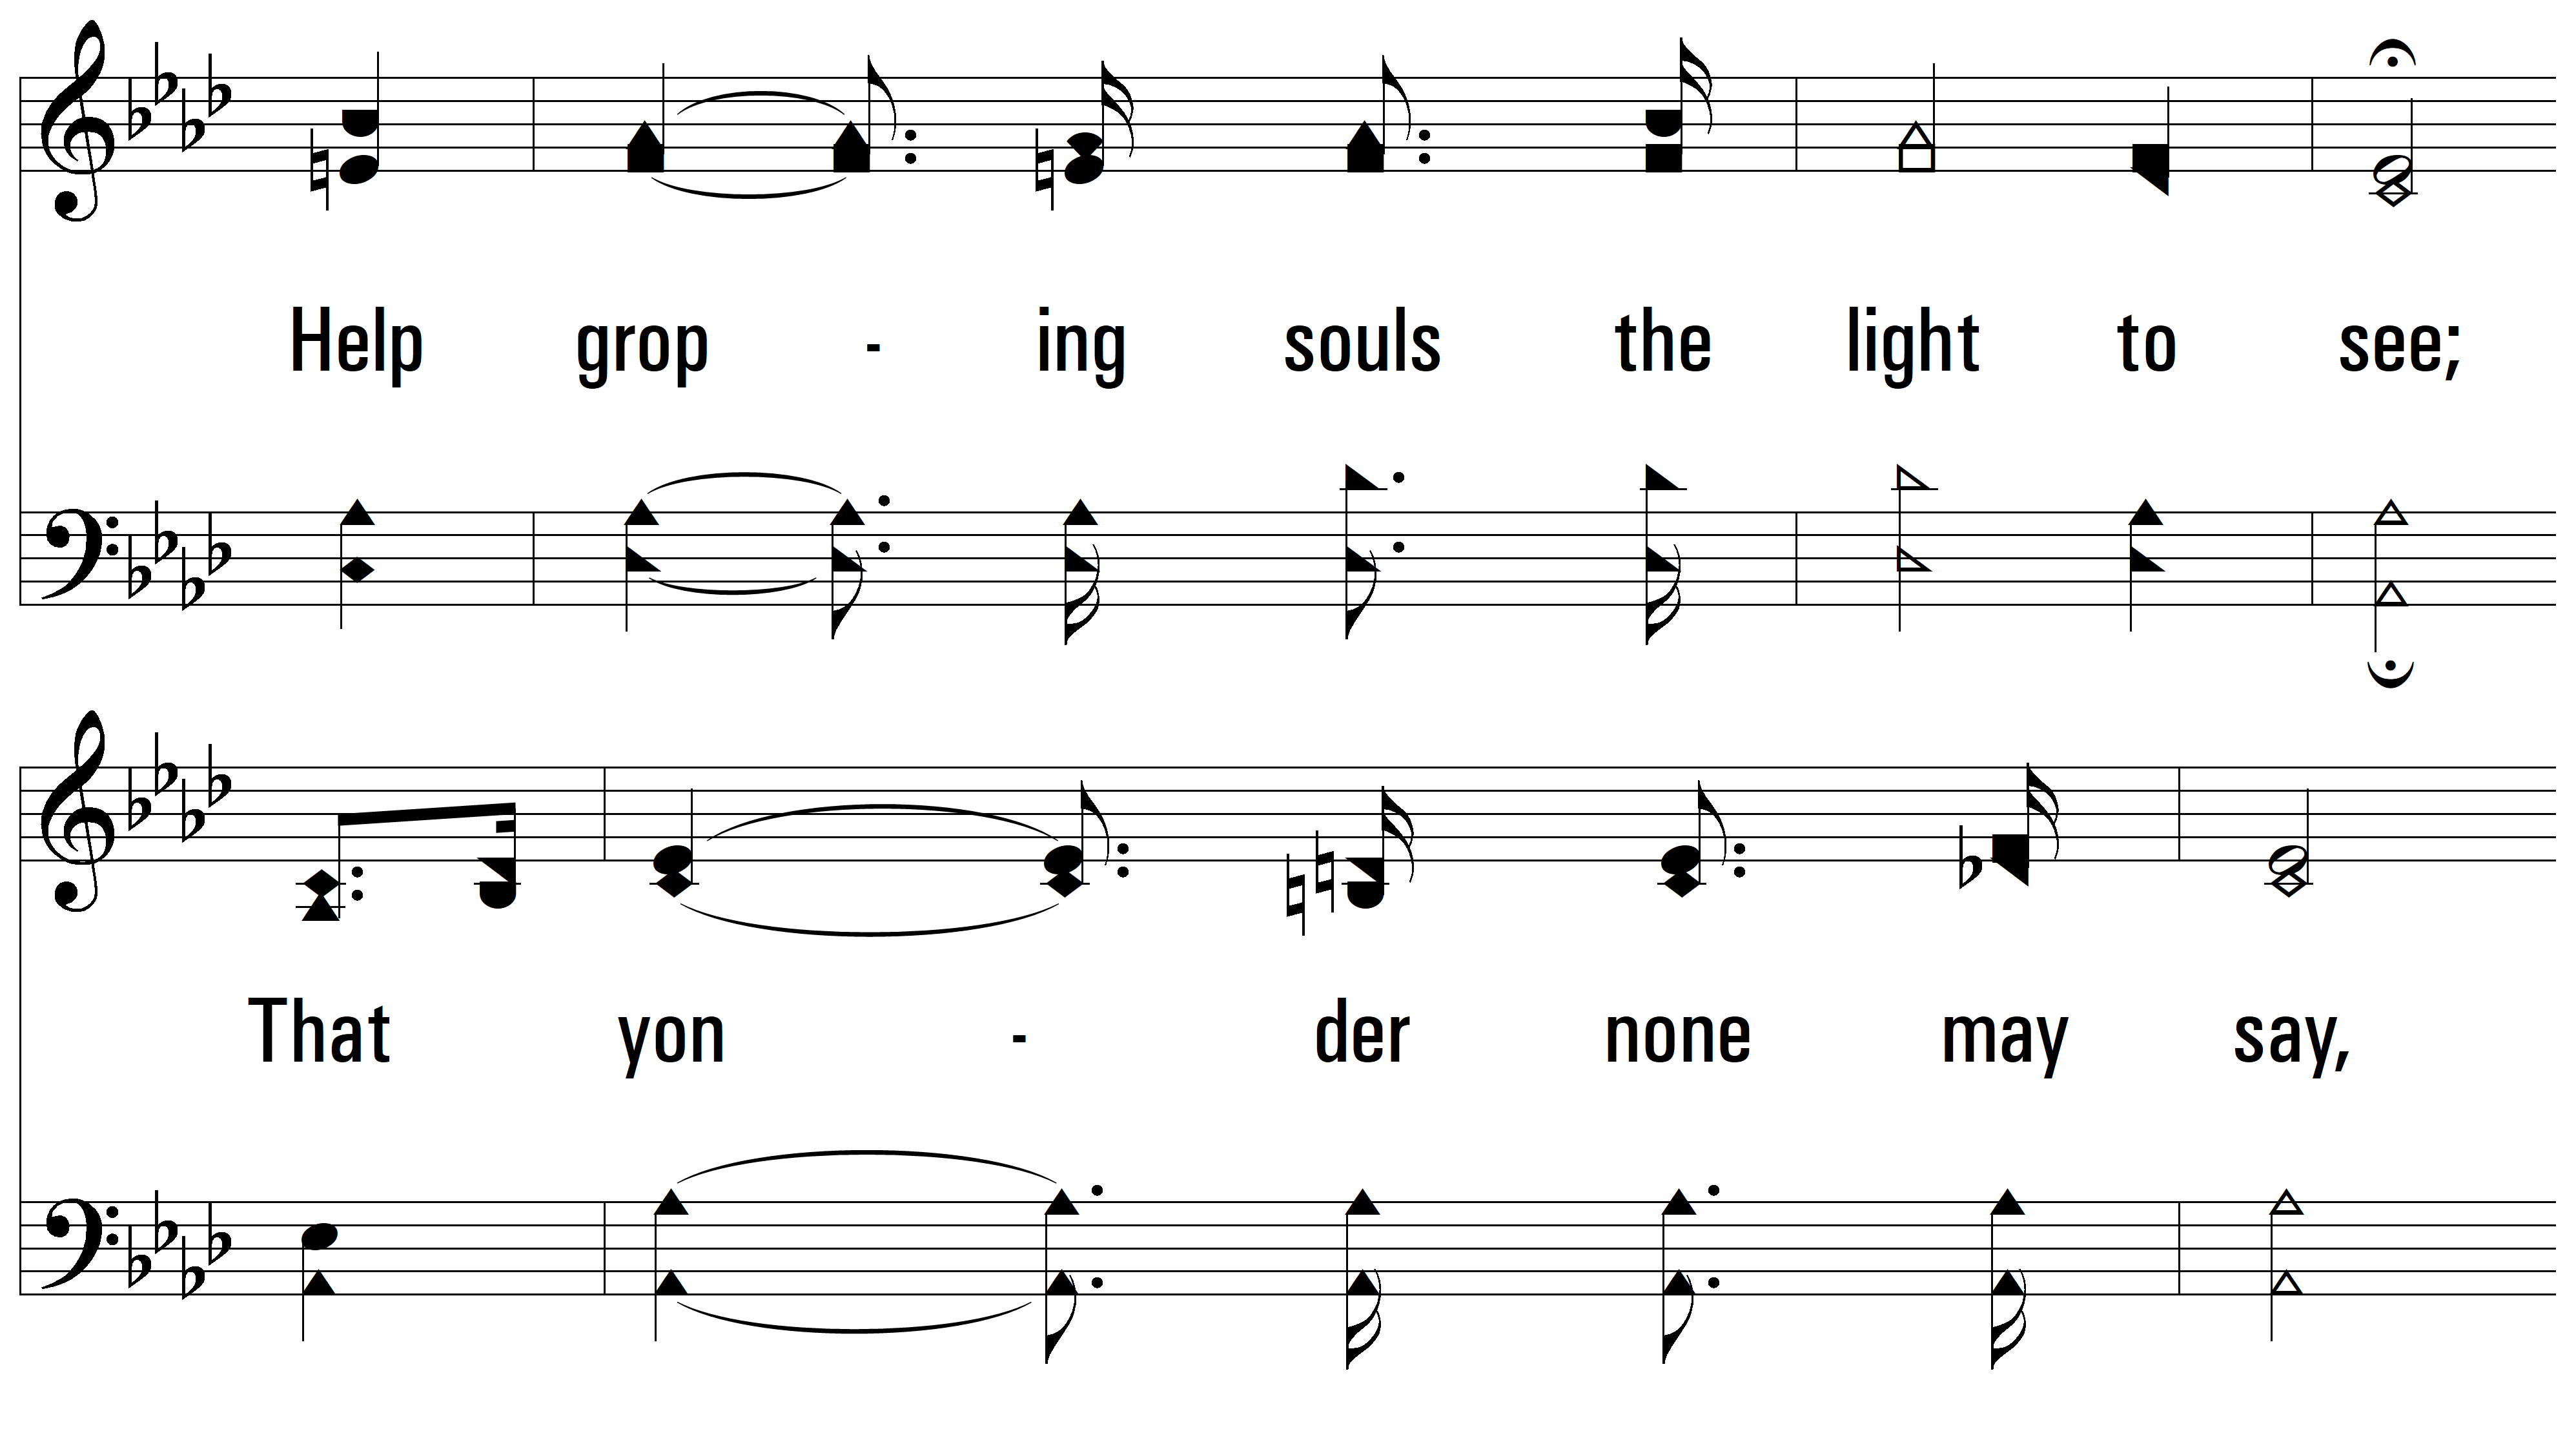 Help grop - ing souls the light to see;
That yon - der none may say,